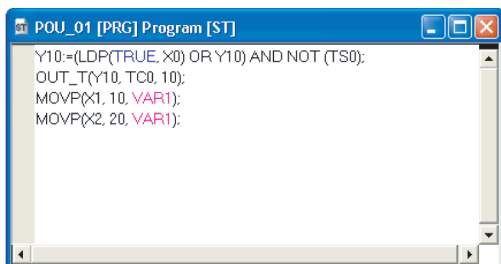 POU_01 [PRG] Program [ST]
Y10:=(LDP(TRUE, X0) OR Y10) AND NOT (TS0);
OUT_T(Y10, TC0, 10);
MOVP(X1, 10, VAR1);
MOVP(X2, 20, VAR1);